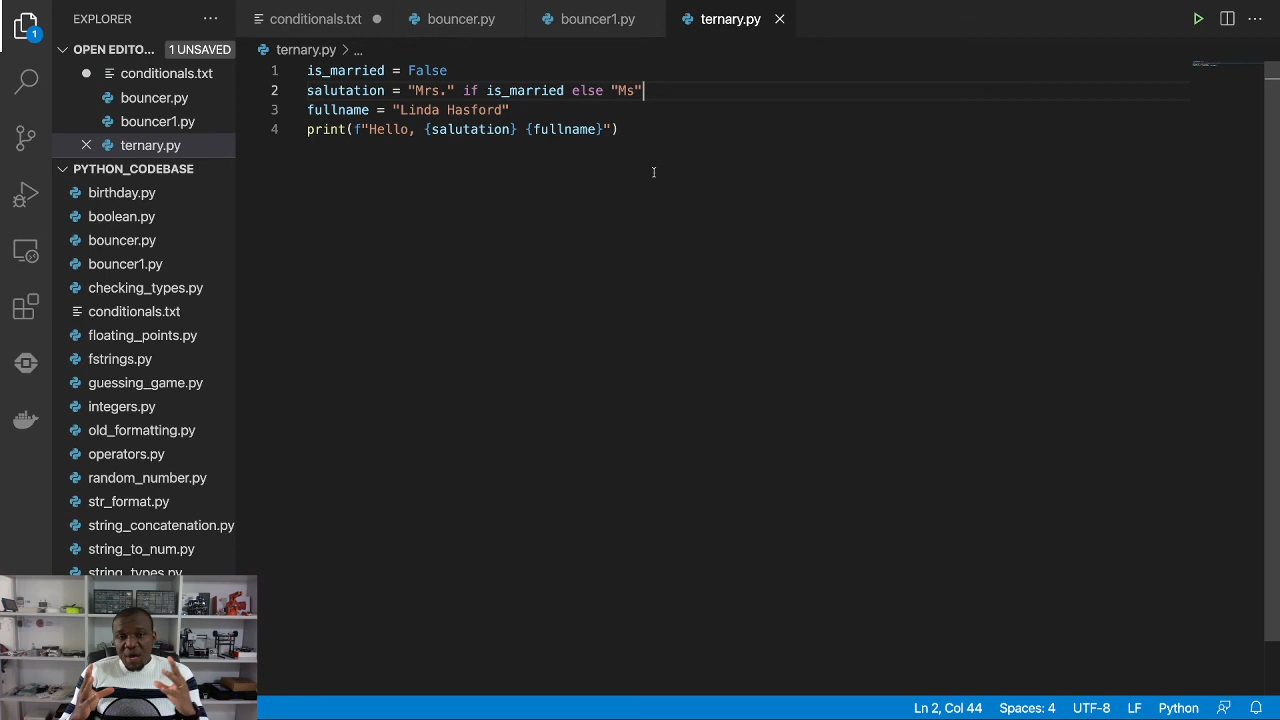 EXPLORER
conditionals.txt
bouncer.py
bouncer1.py
ternary.py
OPEN EDITO... 1 UNSAVED
conditionals.txt
bouncer.py
bouncer1.py
ternary.py
PYTHON_CODEBASE
birthday.py
boolean.py
bouncer.py
bouncer1.py
checking_types.py
conditionals.txt
floating_points.py
fstrings.py
guessing_game.py
integers.py
old_formatting.py
operators.py
random_number.py
str_format.py
string_concatenation.py
string_to_num.py
string_types.py
1
ternary.py > ...
1 is_married = False
2 salutation = "Mrs." if is_married else "Ms"
3 fullname = "Linda Hasford"
4 print(f"Hello, {salutation} {fullname}")
Ln 2, Col 44 Spaces: 4 UTF-8 LF Python